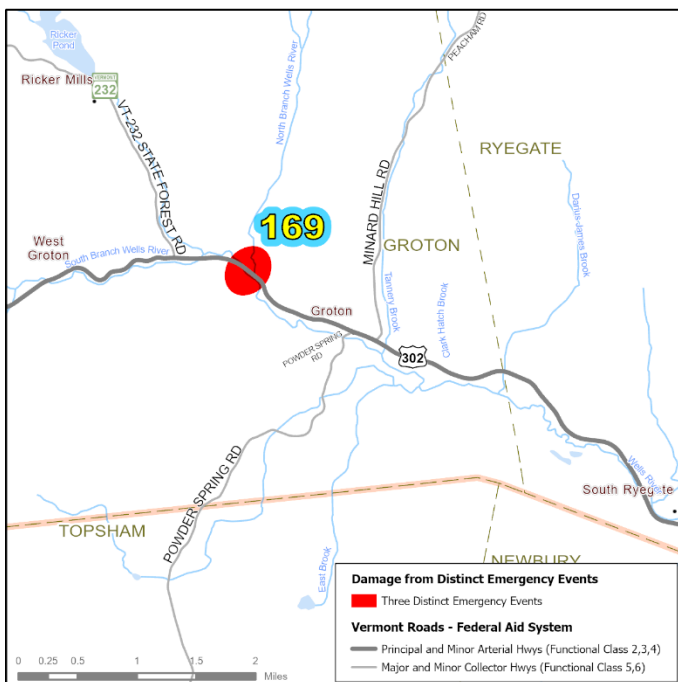 Ricker
Pond
PEACHAM RD
Ricker Mills
VERMONT
232
North Branch Wells River
VT-232 STATE FOREST RD
RYEGATE
MINARD HILL RD
Darius-James Brook
169
West
Groton
South Branch Wells River
GROTON
Tannery Brook
Clark Hatch Brook
Groton
POWDER SPRING
RD
302
POWDER SPRING RD
Wells River
South Ryegate
TOPSHAM
NEWBURY
East Brook
Damage from Distinct Emergency Events
Three Distinct Emergency Events
Vermont Roads - Federal Aid System
Principal and Minor Arterial Hwys (Functional Class 2,3,4)
Major and Minor Collector Hwys (Functional Class 5,6)
0 0.25 0.5 1 1.5 2
Miles